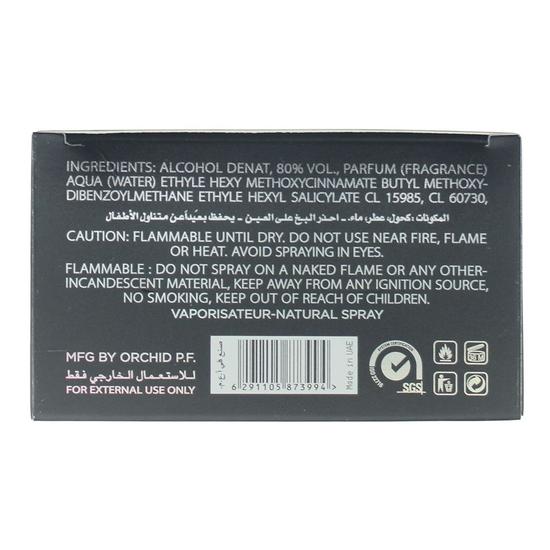 INGREDIENTS: ALCOHOL DENAT, 80% VOL., PARFUM (FRAGRANCE)
AQUA (WATER) ETHYLE HEXY METHOXYCINNAMATE BUTYL METHOXY-
DIBENZOYLMETHANE ETHYLE HEXYL SALICYLATE CL 15985, CL 60730,
المكونات: كحول، عطر، ماء.- احذر البخ على العين - يحفظ بعيدا عن متناول الأطفال
CAUTION: FLAMMABLE UNTIL DRY. DO NOT USE NEAR FIRE, FLAME
OR HEAT. AVOID SPRAYING IN EYES.
FLAMMABLE : DO NOT SPRAY ON A NAKED FLAME OR ANY OTHER-
INCANDESCENT MATERIAL, KEEP AWAY FROM ANY IGNITION SOURCE,
NO SMOKING, KEEP OUT OF REACH OF CHILDREN.
VAPORISATEUR-NATURAL SPRAY
MFG BY ORCHID P.F.
للاستعمال الخارجي فقط
FOR EXTERNAL USE ONLY
6 291105 873994 >
صنع في أ.ع.م
Made in UAE
SYSTEM CERTIFICATION
SGS